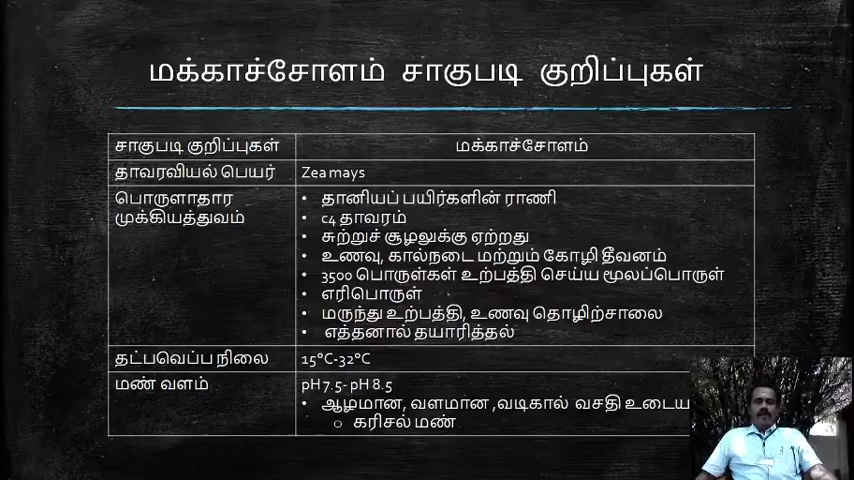 மக்காச்சோளம் சாகுபடி குறிப்புகள்
சாகுபடி குறிப்புகள் மக்காச்சோளம்
தாவரவியல் பெயர் Zea mays
பொருளாதார
முக்கியத்துவம்
• தானியப் பயிர்களின் ராணி
• c4 தாவரம்
• சுற்றுச் சூழலுக்கு ஏற்றது
• உணவு, கால்நடை மற்றும் கோழி தீவனம்
• 3500 பொருள்கள் உற்பத்தி செய்ய மூலப்பொருள்
• எரிபொருள்
• மருந்து உற்பத்தி, உணவு தொழிற்சாலை
• எத்தனால் தயாரித்தல்
தட்பவெப்ப நிலை 15°C-32°C
மண் வளம் pH 7.5- pH 8.5
• ஆழமான, வளமான ,வடிகால் வசதி உடைய
o கரிசல் மண்